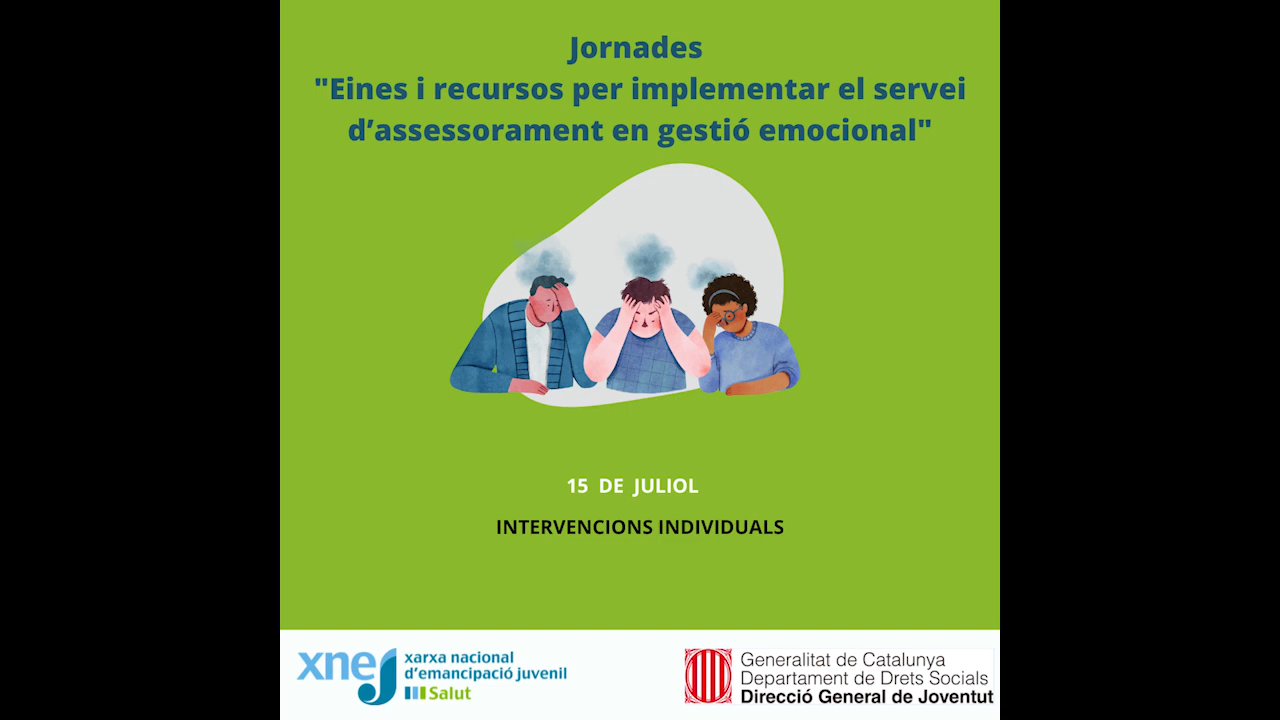 Jornades
"Eines i recursos per implementar el servei
d’assessorament en gestió emocional"
15 DE JULIOL
INTERVENCIONS INDIVIDUALS
xnej
xarxa nacional
d'emancipació juvenil
Salut
Generalitat de Catalunya
Departament de Drets Socials
Direcció General de Joventut